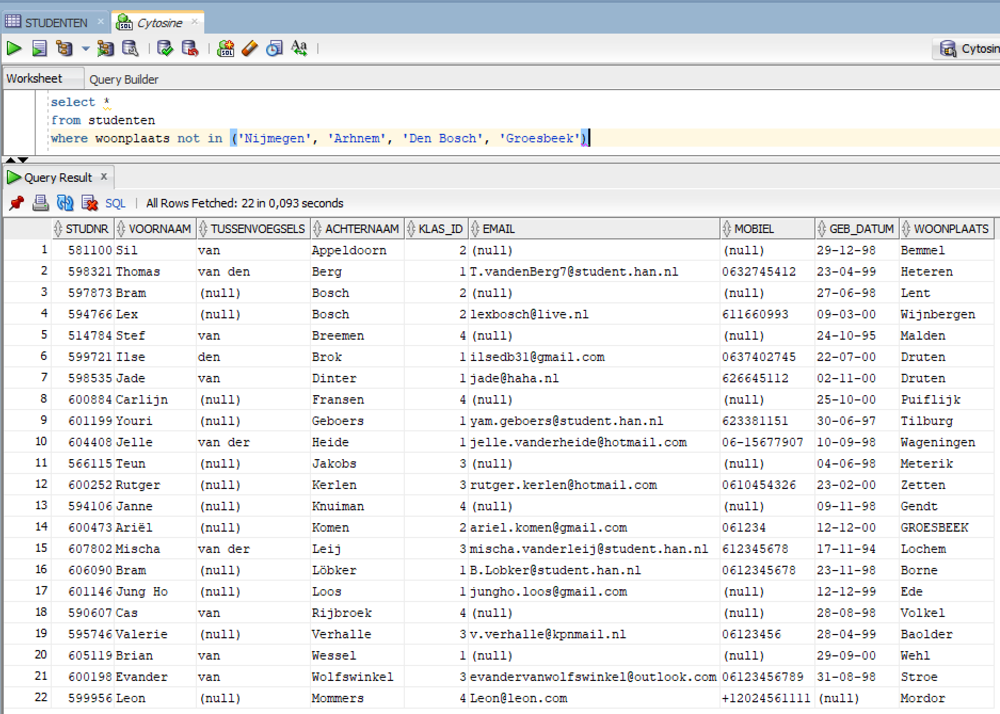 STUDENTEN Cytosine
Cytosin
Worksheet Query Builder
select *
from studenten
where woonplaats not in ('Nijmegen', 'Arhnem', 'Den Bosch', 'Groesbeek')
Query Result
SQL All Rows Fetched: 22 in 0,093 seconds
STUDNR VOORNAAM TUSSENVOEGSELS ACHTERNAAM KLAS_ID EMAIL MOBIEL GEB_DATUM WOONPLAATS
1 581100 Sil van Appeldoorn 2 (null) (null) 29-12-98 Bemmel
2 598321 Thomas van den Berg 1 T.vandenBerg7@student.han.nl 0632745412 23-04-99 Heteren
3 597873 Bram (null) Bosch 2 (null) (null) 27-06-98 Lent
4 594766 Lex (null) Bosch 2 lexbosch@live.nl 611660993 09-03-00 Wijnbergen
5 514784 Stef van Breemen 4 (null) (null) 24-10-95 Malden
6 599721 Ilse den Brok 1 ilsedb31@gmail.com 0637402745 22-07-00 Druten
7 598535 Jade van Dinter 1 jade@haha.nl 626645112 02-11-00 Druten
8 600884 Carlijn (null) Fransen 4 (null) (null) 25-10-00 Puiflijk
9 601199 Youri (null) Geboers 1 yam.geboers@student.han.nl 623381151 30-06-97 Tilburg
10 604408 Jelle van der Heide 1 jelle.vanderheide@hotmail.com 06-15677907 10-09-98 Wageningen
11 566115 Teun (null) Jakobs 3 (null) (null) 04-06-98 Meterik
12 600252 Rutger (null) Kerlen 3 rutger.kerlen@hotmail.com 0610454326 23-02-00 Zetten
13 594106 Janne (null) Knuiman 4 (null) (null) 09-11-98 Gendt
14 600473 Ariël (null) Komen 2 ariel.komen@gmail.com 061234 12-12-00 GROESBEEK
15 607802 Mischa van der Leij 3 mischa.vanderleij@student.han.nl 612345678 17-11-94 Lochem
16 606090 Bram (null) Löbker 1 B.Lobker@student.han.nl 0612345678 23-11-98 Borne
17 601146 Jung Ho (null) Loos 1 jungho.loos@gmail.com (null) 12-12-99 Ede
18 590607 Cas van Rijbroek 4 (null) (null) 28-08-98 Volkel
19 595746 Valerie (null) Verhalle 3 v.verhalle@kpnmail.nl 06123456 28-04-99 Baolder
20 605119 Brian van Wessel 1 (null) (null) 29-09-00 Wehl
21 600198 Evander van Wolfswinkel 3 evandervanwolfswinkel@outlook.com 06123456789 31-08-98 Stroe
22 599956 Leon (null) Mommers 4 Leon@leon.com +12024561111 (null) Mordor